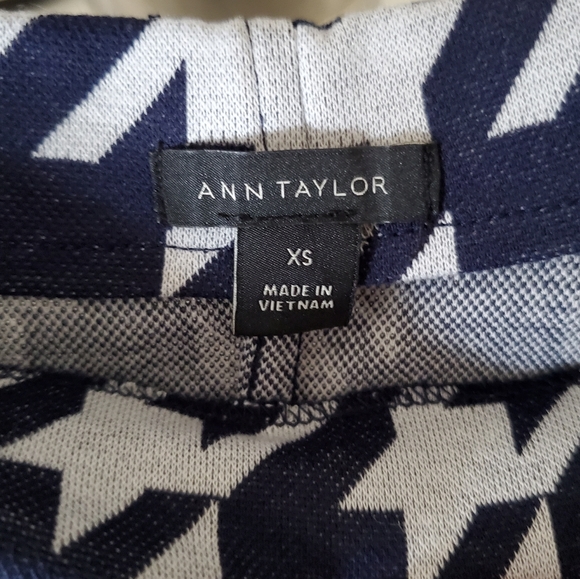 ANN TAYLOR
XS
MADE IN
VIETNAM